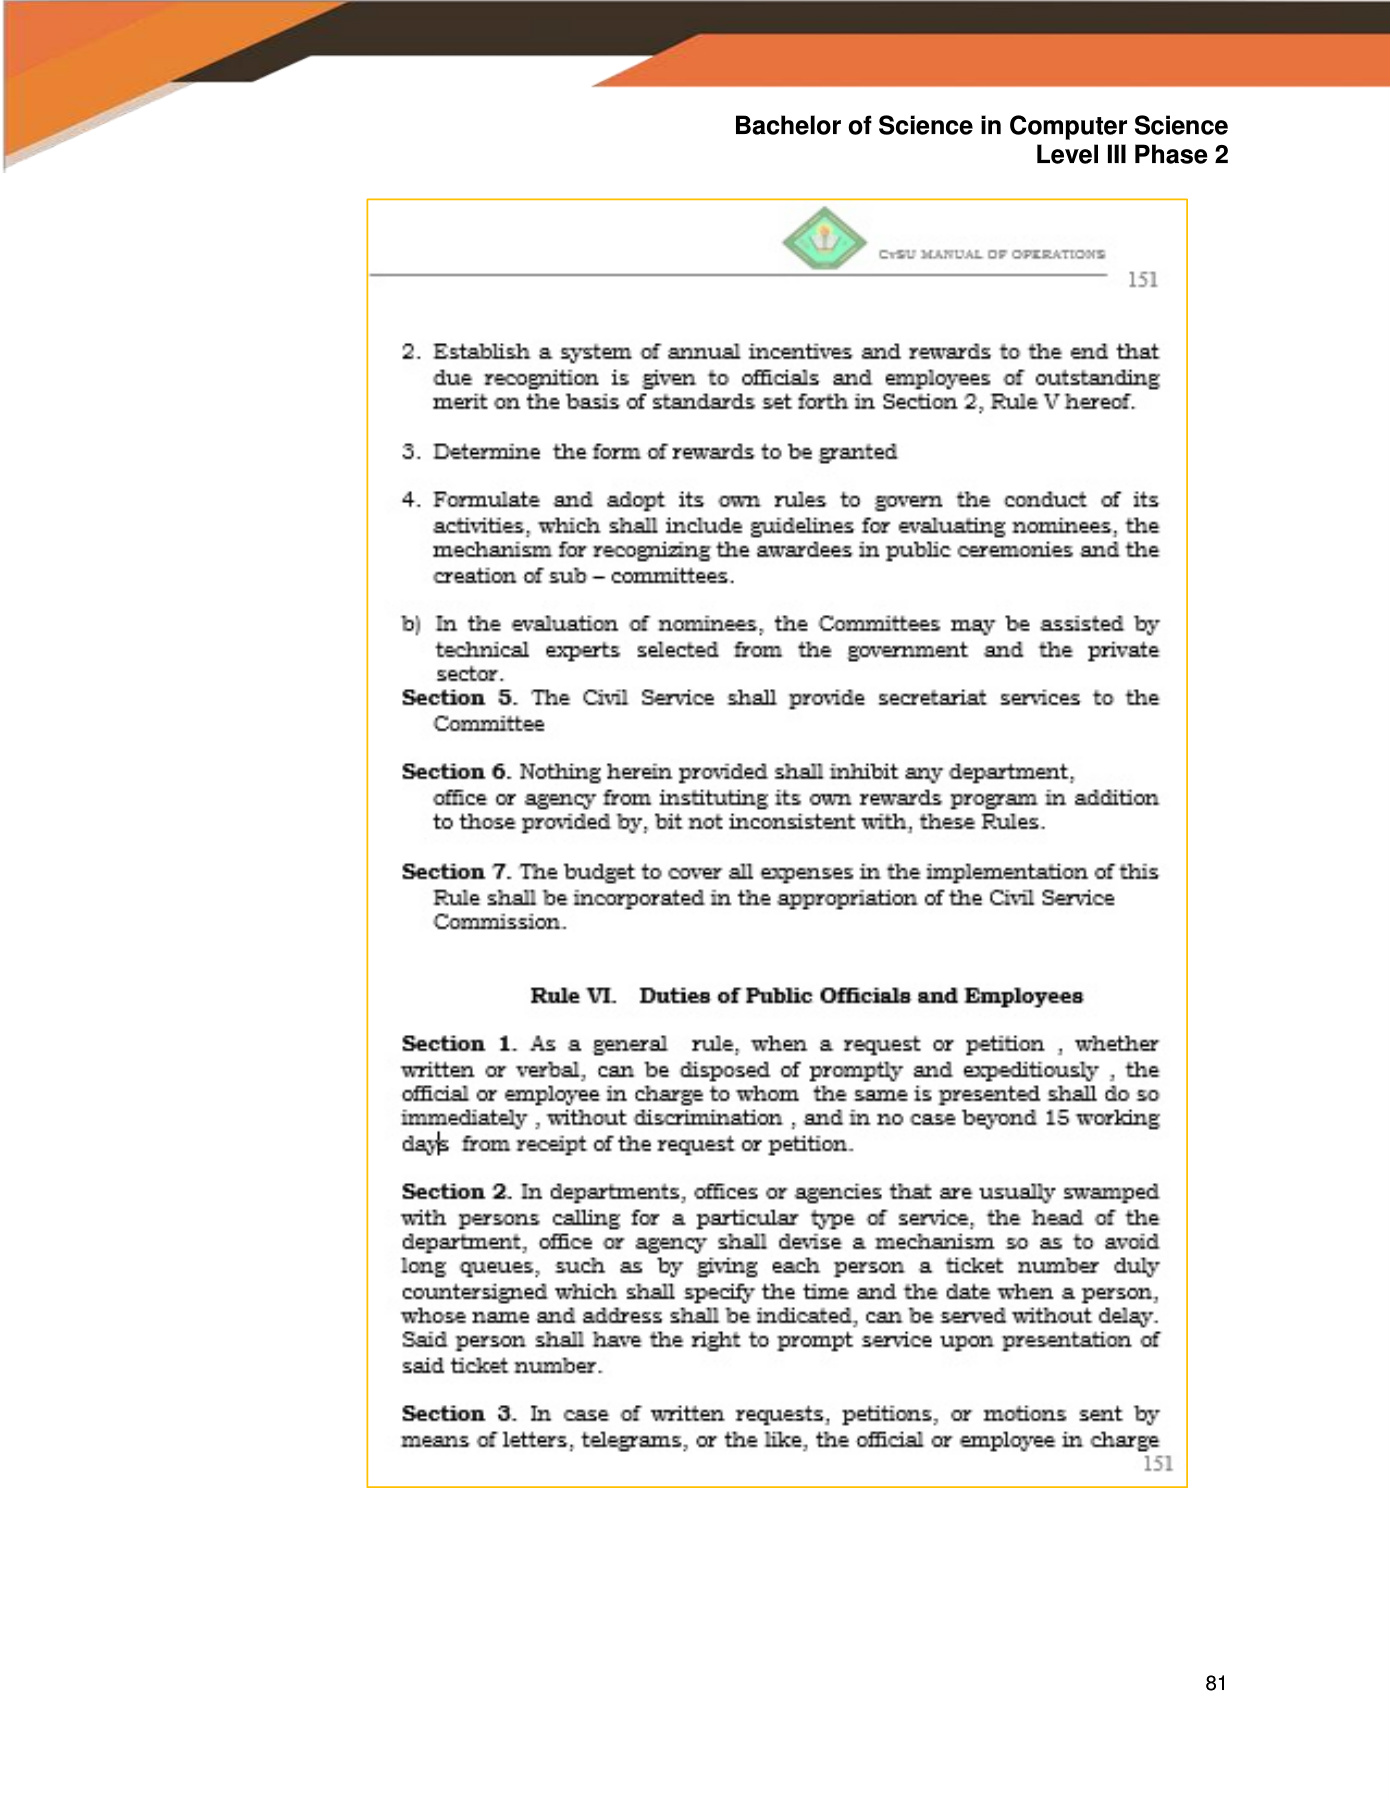 Bachelor of Science in Computer Science
Level III Phase 2
CvSU MANUAL OF OPERATIONS
151
2. Establish a system of annual incentives and rewards to the end that
due recognition is given to officials and employees of outstanding
merit on the basis of standards set forth in Section 2, Rule V hereof.
3. Determine the form of rewards to be granted
4. Formulate and adopt its own rules to govern the conduct of its
activities, which shall include guidelines for evaluating nominees, the
mechanism for recognizing the awardees in public ceremonies and the
creation of sub – committees.
b) In the evaluation of nominees, the Committees may be assisted by
technical experts selected from the government and the private
sector.
Section 5. The Civil Service shall provide secretariat services to the
Committee
Section 6. Nothing herein provided shall inhibit any department,
office or agency from instituting its own rewards program in addition
to those provided by, bit not inconsistent with, these Rules.
Section 7. The budget to cover all expenses in the implementation of this
Rule shall be incorporated in the appropriation of the Civil Service
Commission.
Rule VI. Duties of Public Officials and Employees
Section 1. As a general rule, when a request or petition , whether
written or verbal, can be disposed of promptly and expeditiously , the
official or employee in charge to whom the same is presented shall do so
immediately , without discrimination , and in no case beyond 15 working
days from receipt of the request or petition.
Section 2. In departments, offices or agencies that are usually swamped
with persons calling for a particular type of service, the head of the
department, office or agency shall devise a mechanism so as to avoid
long queues, such as by giving each person a ticket number duly
countersigned which shall specify the time and the date when a person,
whose name and address shall be indicated, can be served without delay.
Said person shall have the right to prompt service upon presentation of
said ticket number.
Section 3. In case of written requests, petitions, or motions sent by
means of letters, telegrams, or the like, the official or employee in charge
151
81